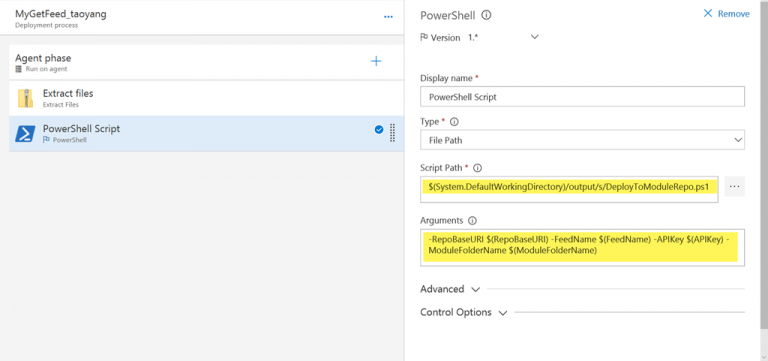 MyGetFeed_taoyang
Deployment process
Agent phase
Run on agent
Extract files
Extract Files
PowerShell Script
PowerShell
PowerShell
Remove
Version 1.*
Display name *
PowerShell Script
Type *
File Path
Script Path *
$(System.DefaultWorkingDirectory)/output/s/DeployToModuleRepo.ps1
Arguments
-RepoBaseURI $(RepoBaseURI) -FeedName $(FeedName) -APIKey $(APIKey) -
ModuleFolderName $(ModuleFolderName)
Advanced
Control Options